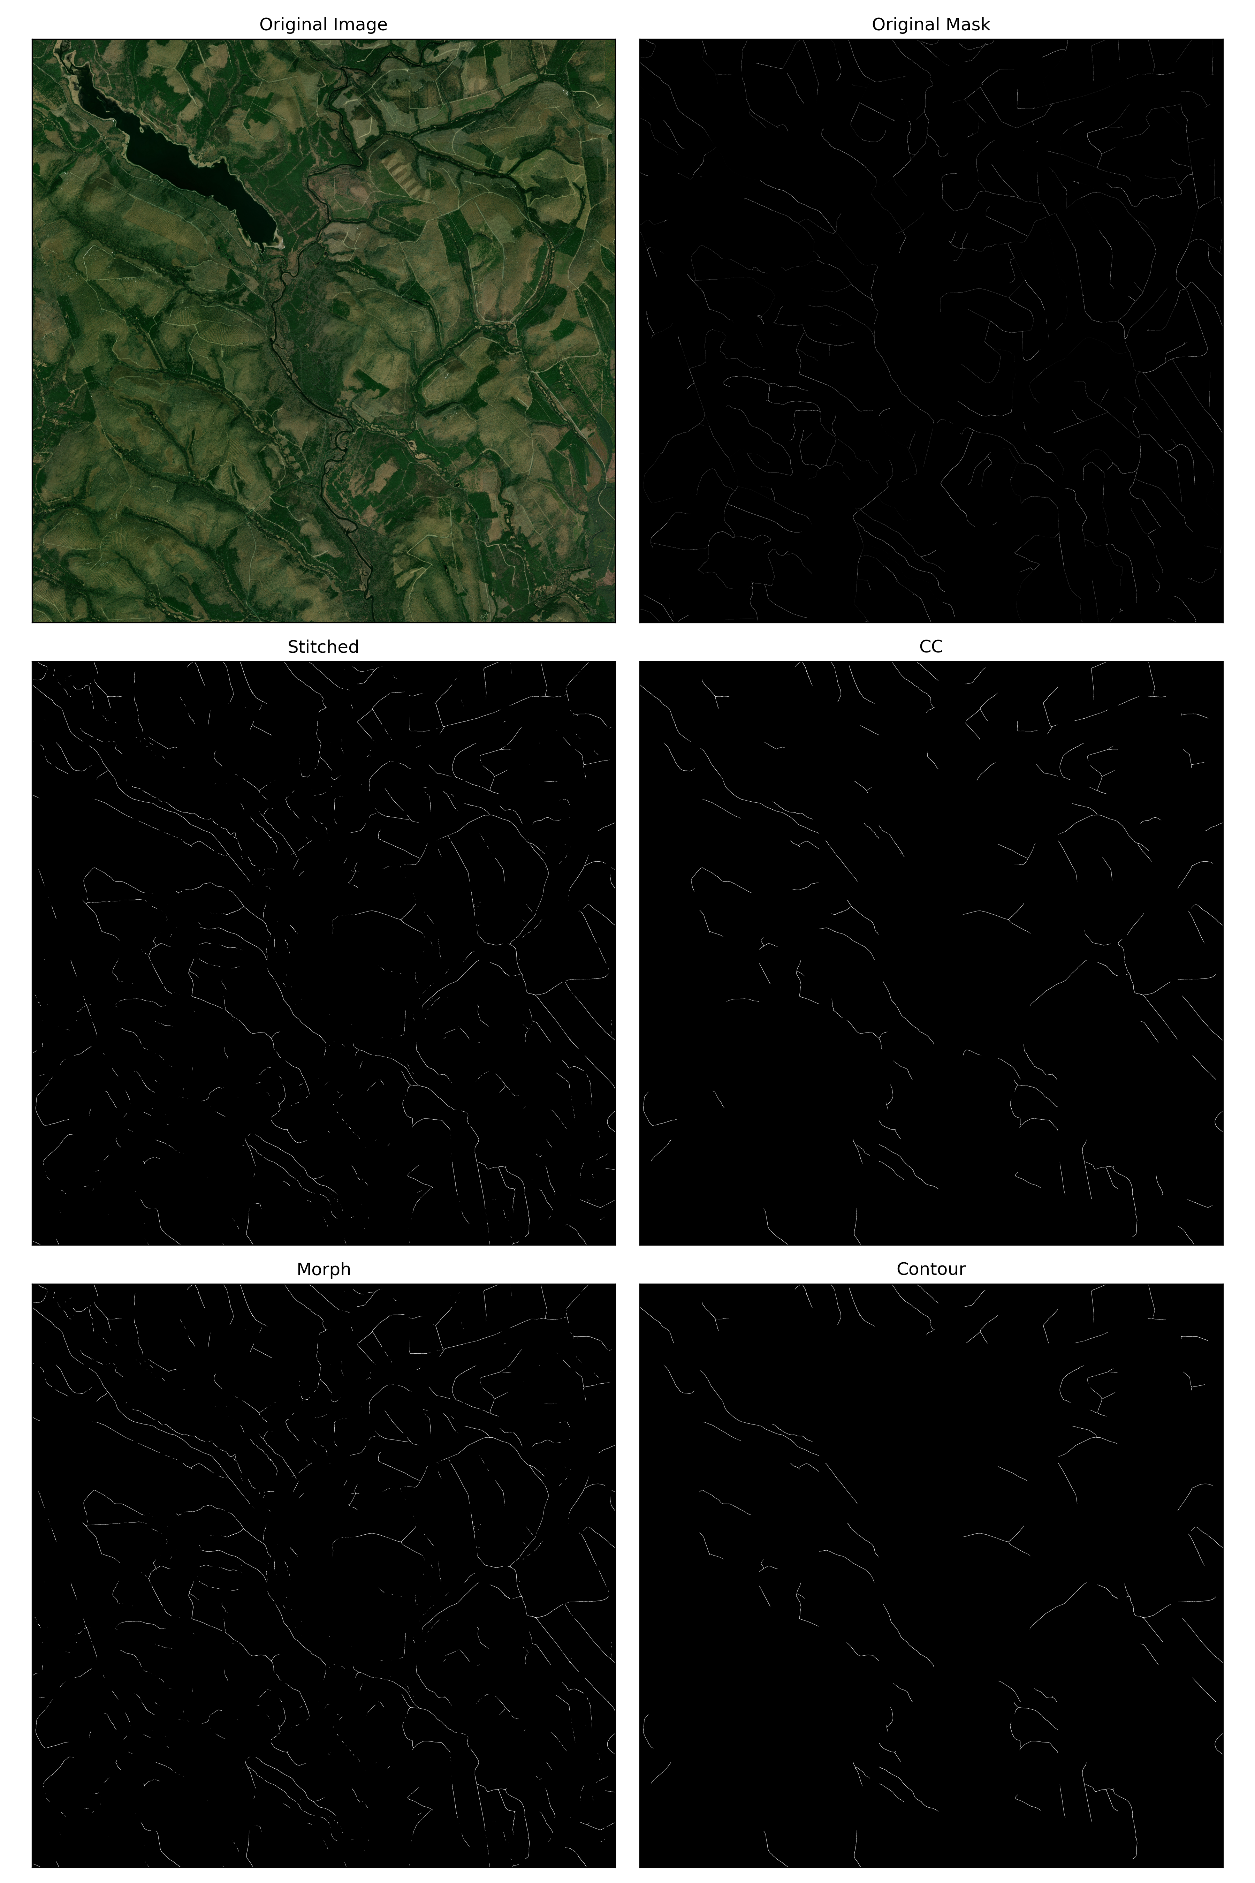 Original Image
Original Mask
Stitched
CC
Morph
Contour